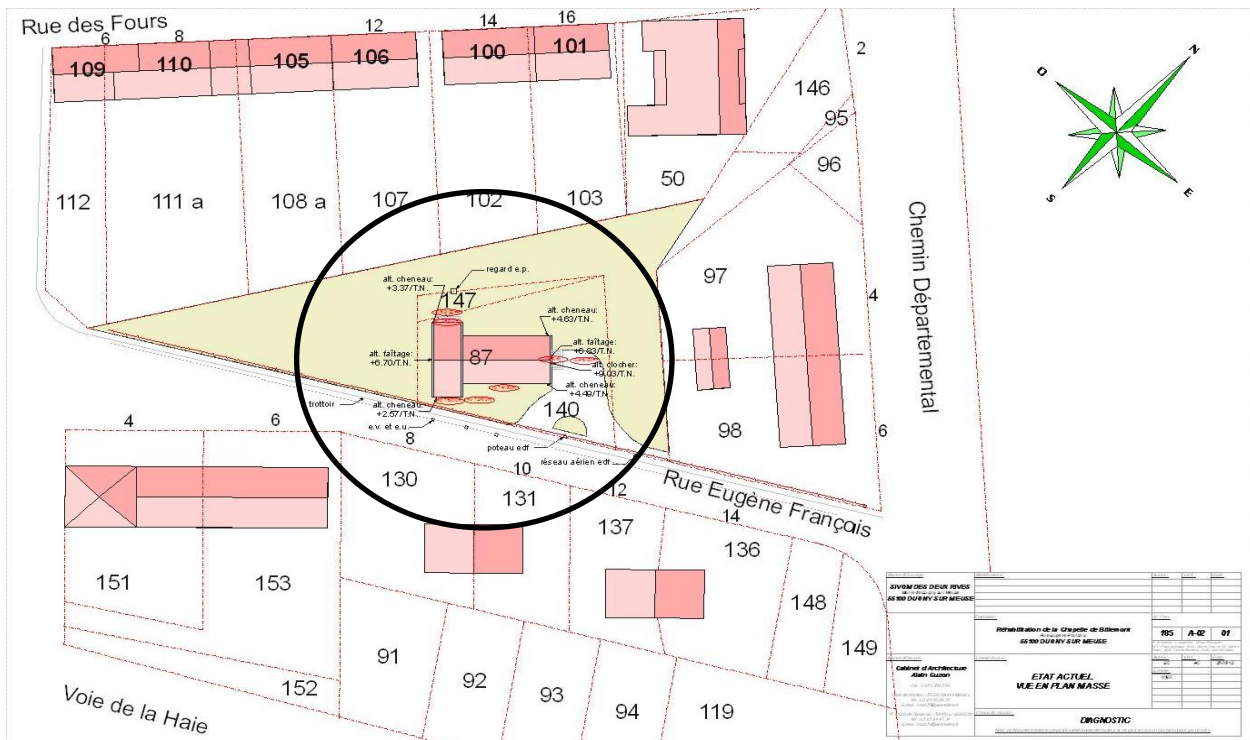 Rue des Fours
6
8
12
14
16
109
110
105
106
100
101
2
146
95
96
N
O
E
S
112
111 a
108 a
107
102
103
50
Chemin Départemental
97
4
98
6
alt. cheneau:
+3.37/T.N.
regard e.p.
147
alt. cheneau:
+4.63/T.N.
alt. faîtage:
+6.70/T.N.
87
alt. faîtage:
+6.83/T.N.
alt. clocher:
+9.03/T.N.
alt. cheneau:
+4.49/T.N.
alt. cheneau:
+2.57/T.N.
trottoir
e.v. et e.u.
140
poteau edf
réseau aérien edf
Rue Eugène Français
4
6
8
10
12
14
130
131
137
136
151
153
148
149
91
92
93
94
119
152
Voie de la Haie
SIVOM DES DEUX RIVES
55100 DUGNY SUR MEUSE
Réhabilitation de la Chapelle de Billemont
55100 DUGNY SUR MEUSE
185 A-02 01
Cabinet d'Architecture
Alain Guzon
ETAT ACTUEL
VUE EN PLAN MASSE
DIAGNOSTIC